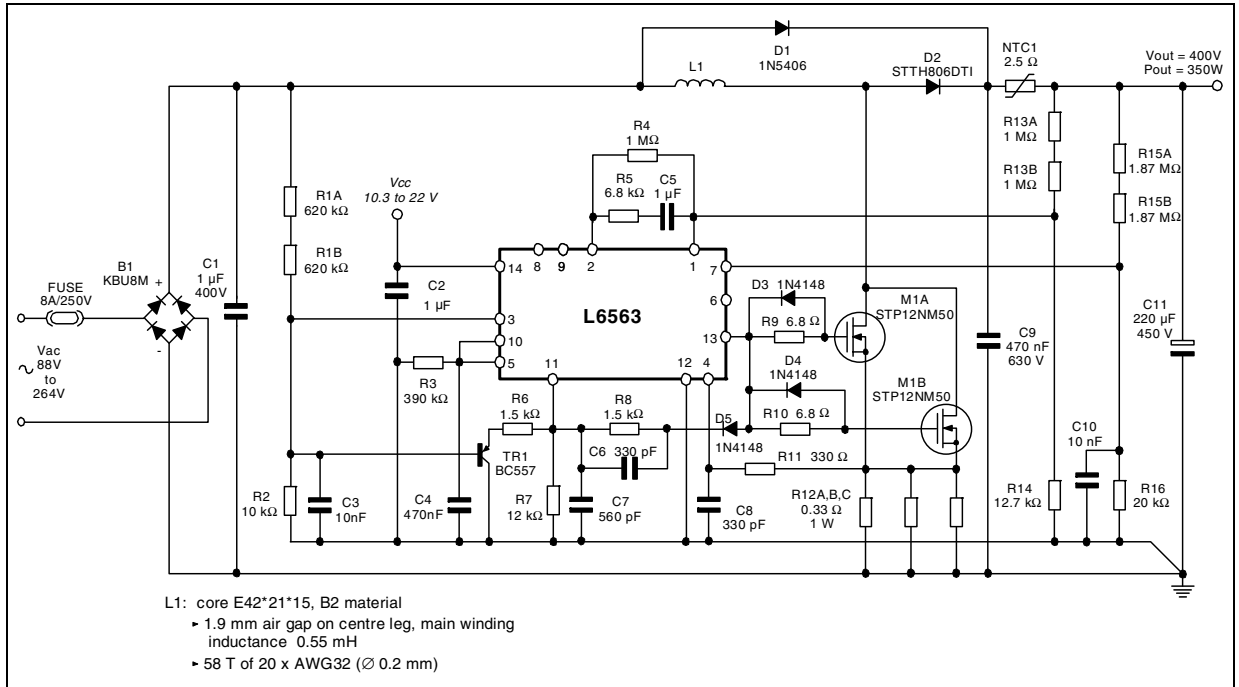 D1
1N5406
L1
D2
STTH806DTI
NTC1
2.5 Ω
Vout = 400V
Pout = 350W
R4
1 MΩ
R5
6.8 kΩ
C5
1 µF
R13A
1 MΩ
R13B
1 MΩ
R15A
1.87 MΩ
R15B
1.87 MΩ
Vcc
10.3 to 22 V
R1A
620 kΩ
R1B
620 kΩ
B1
KBU8M
+
-
FUSE
8A/250V
C1
1 µF
400V
Vac
88V
to
264V
C2
1 µF
14
8
9
2
1
7
6
3
10
5
13
11
12
4
L6563
D3 1N4148
R9 6.8 Ω
M1A
STP12NM50
D4
1N4148
M1B
STP12NM50
R10 6.8 Ω
D5
1N4148
C9
470 nF
630 V
C11
220 µF
450 V
C10
10 nF
R3
390 kΩ
R6
1.5 kΩ
R8
1.5 kΩ
C6 330 pF
TR1
BC557
R11 330 Ω
R2
10 kΩ
C3
10nF
C4
470nF
R7
12 kΩ
C7
560 pF
C8
330 pF
R12A,B,C
0.33 Ω
1 W
R14
12.7 kΩ
R16
20 kΩ
L1: core E42*21*15, B2 material
► 1.9 mm air gap on centre leg, main winding
inductance 0.55 mH
► 58 T of 20 x AWG32 (∅ 0.2 mm)